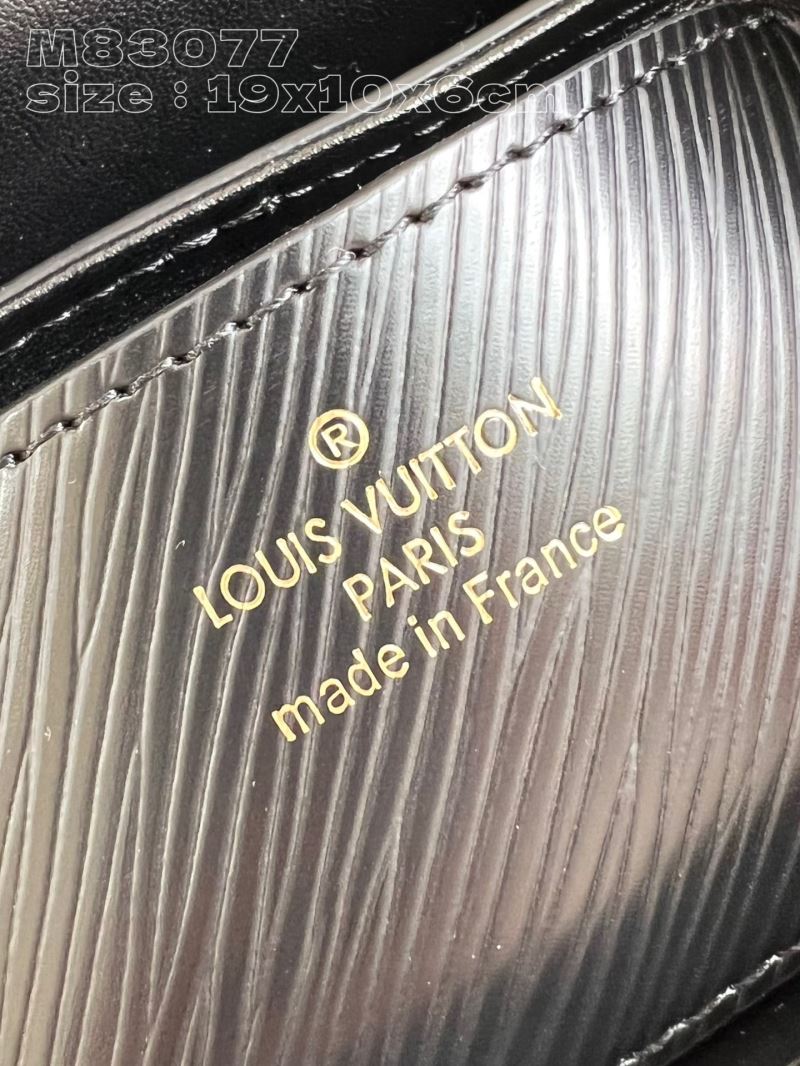 M83077
size : 19x10x6cm
®
LOUIS VUITTON
PARIS
made in France